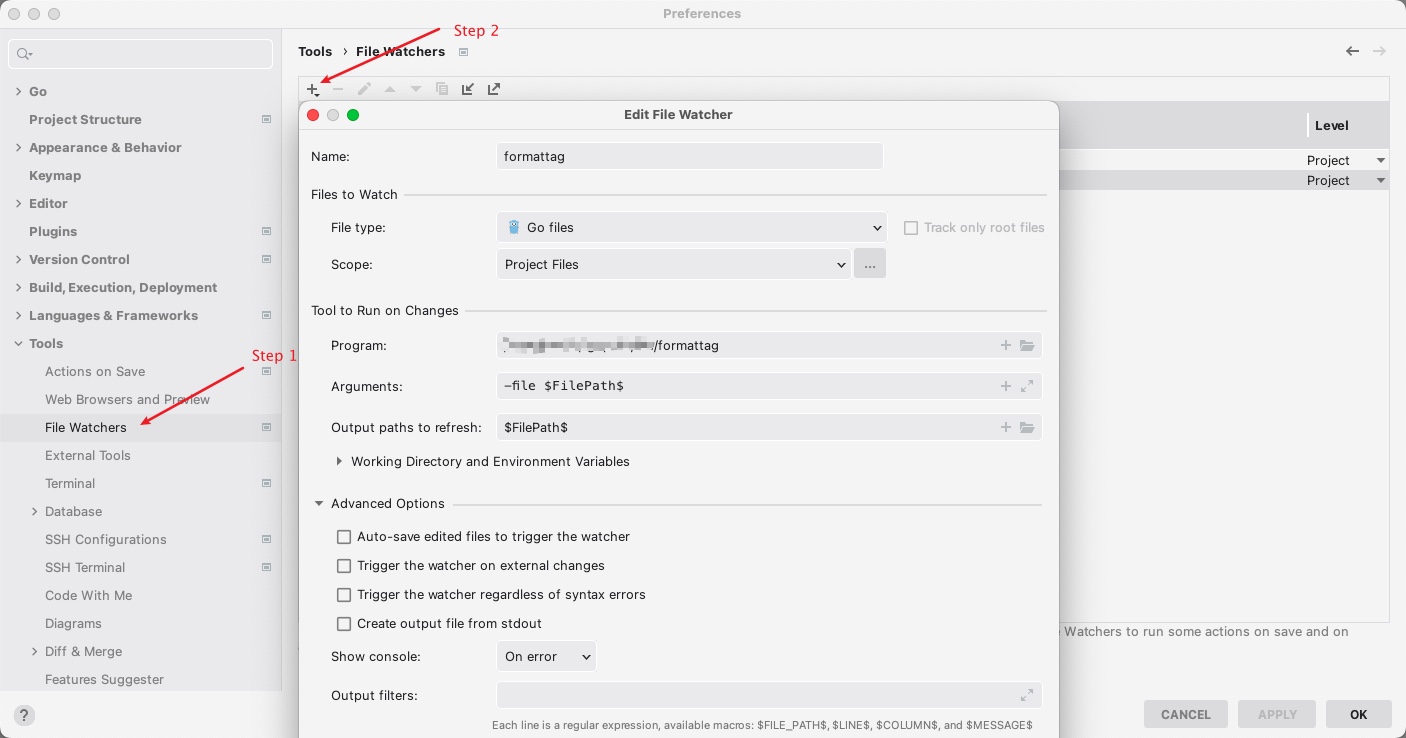 Preferences
Step 2
Tools › File Watchers
Go
Project Structure
Appearance & Behavior
Keymap
Editor
Plugins
Version Control
Build, Execution, Deployment
Languages & Frameworks
Tools
Step 1
Actions on Save
Web Browsers and Preview
File Watchers
External Tools
Terminal
Database
SSH Configurations
SSH Terminal
Code With Me
Diagrams
Diff & Merge
Features Suggester
?
Level
Project
Project
Edit File Watcher
Name: formattag
Files to Watch
File type: Go files Track only root files
Scope: Project Files ...
Tool to Run on Changes
Program: /formattag
Arguments: -file $FilePath$
Output paths to refresh: $FilePath$
Working Directory and Environment Variables
Advanced Options
Auto-save edited files to trigger the watcher
Trigger the watcher on external changes
Trigger the watcher regardless of syntax errors
Create output file from stdout
Show console: On error
Output filters:
Each line is a regular expression, available macros: $FILE_PATH$, $LINE$, $COLUMN$, and $MESSAGE$
Watchers to run some actions on save and on
CANCEL APPLY OK